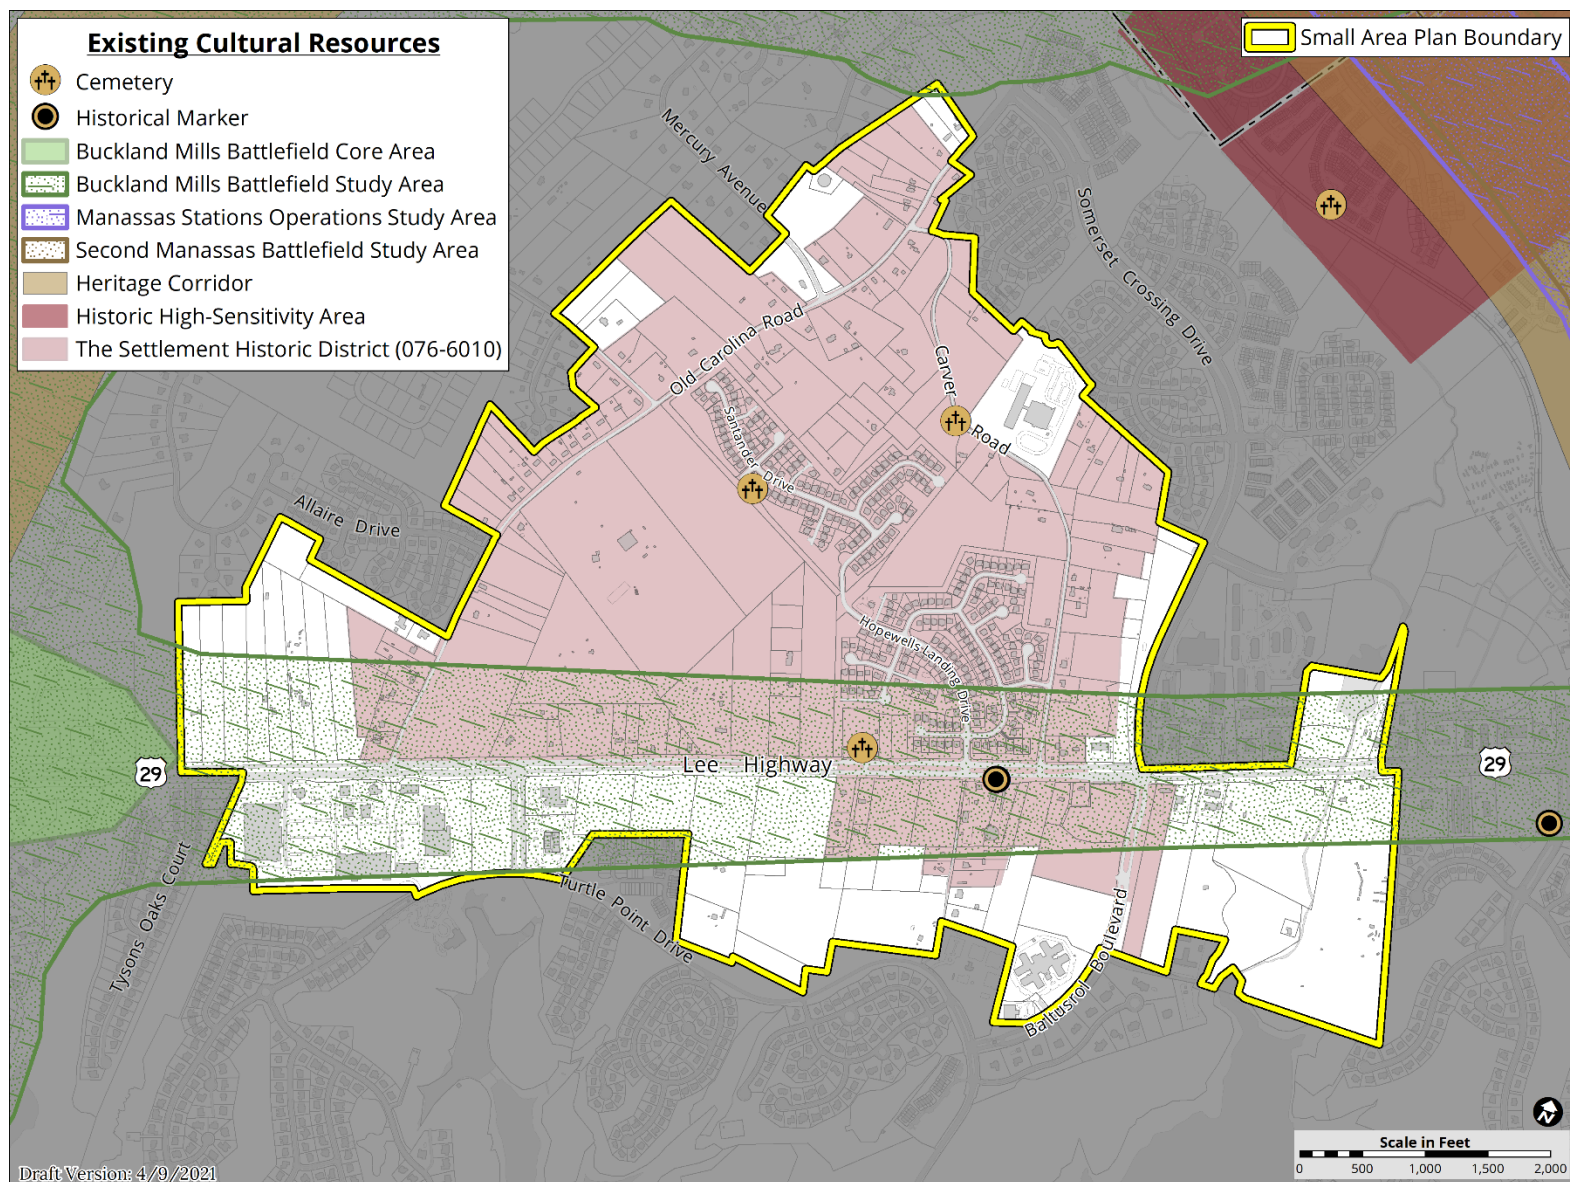 Existing Cultural Resources
Cemetery
Historical Marker
Buckland Mills Battlefield Core Area
Buckland Mills Battlefield Study Area
Manassas Stations Operations Study Area
Second Manassas Battlefield Study Area
Heritage Corridor
Historic High-Sensitivity Area
The Settlement Historic District (076-6010)
Small Area Plan Boundary
Mercury Avenue
Somerset Crossing Drive
Old Carolina Road
Carver Road
Santander Drive
Allaire Drive
Hopewells Landing Drive
Lee Highway
29
29
Tysons Oaks Court
Turtle Point Drive
Baltusrol Boulevard
N
Scale in Feet
0 500 1,000 1,500 2,000
Draft Version: 4/9/2021